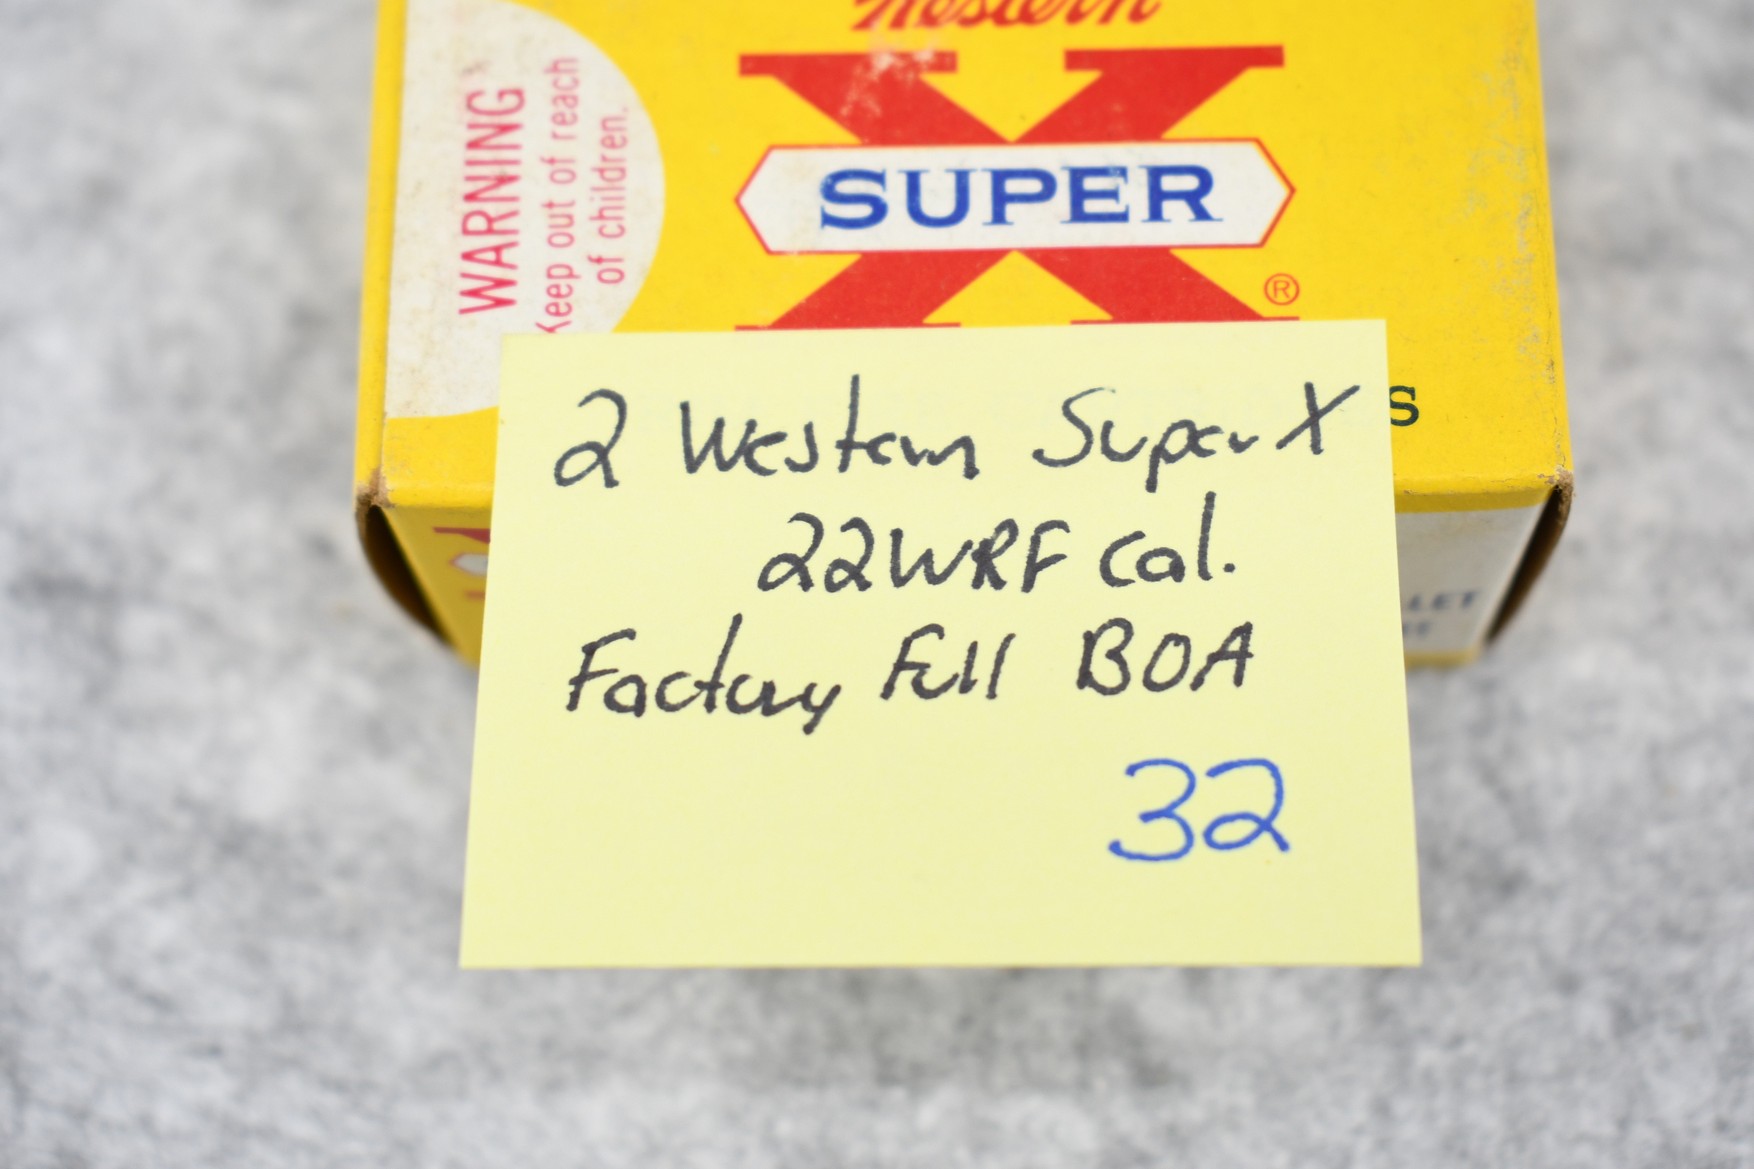 Western
X
SUPER
®
WARNING
Keep out of reach
of children.
S
2 Western Super X
22WRF Cal.
Factory Full BOA
32